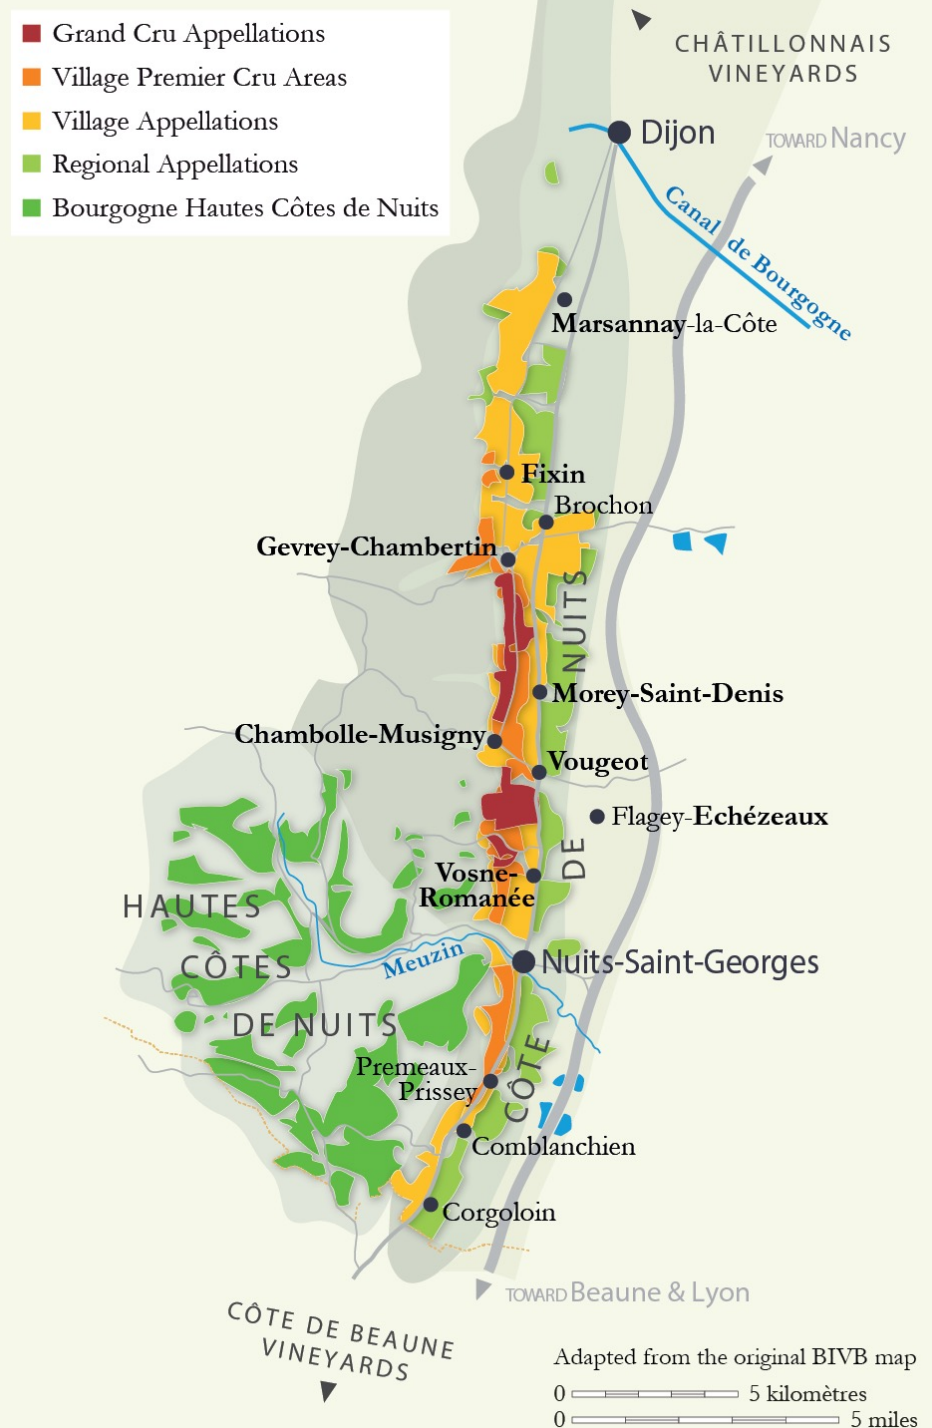 Grand Cru Appellations
Village Premier Cru Areas
Village Appellations
Regional Appellations
Bourgogne Hautes Côtes de Nuits
CHÂTILLONNAIS
VINEYARDS
Dijon
TOWARD Nancy
Canal de Bourgogne
Marsannay-la-Côte
Fixin
Brochon
Gevrey-Chambertin
Morey-Saint-Denis
Chambolle-Musigny
Vougeot
Flagey-Echézeaux
Vosne-
Romanée
HAUTES
CÔTES
DE NUITS
Meuzin
Nuits-Saint-Georges
CÔTE DE NUITS
Premeaux-
Prissey
Comblanchien
Corgoloin
TOWARD Beaune & Lyon
CÔTE DE BEAUNE
VINEYARDS
Adapted from the original BIVB map
0 5 kilomètres
0 5 miles